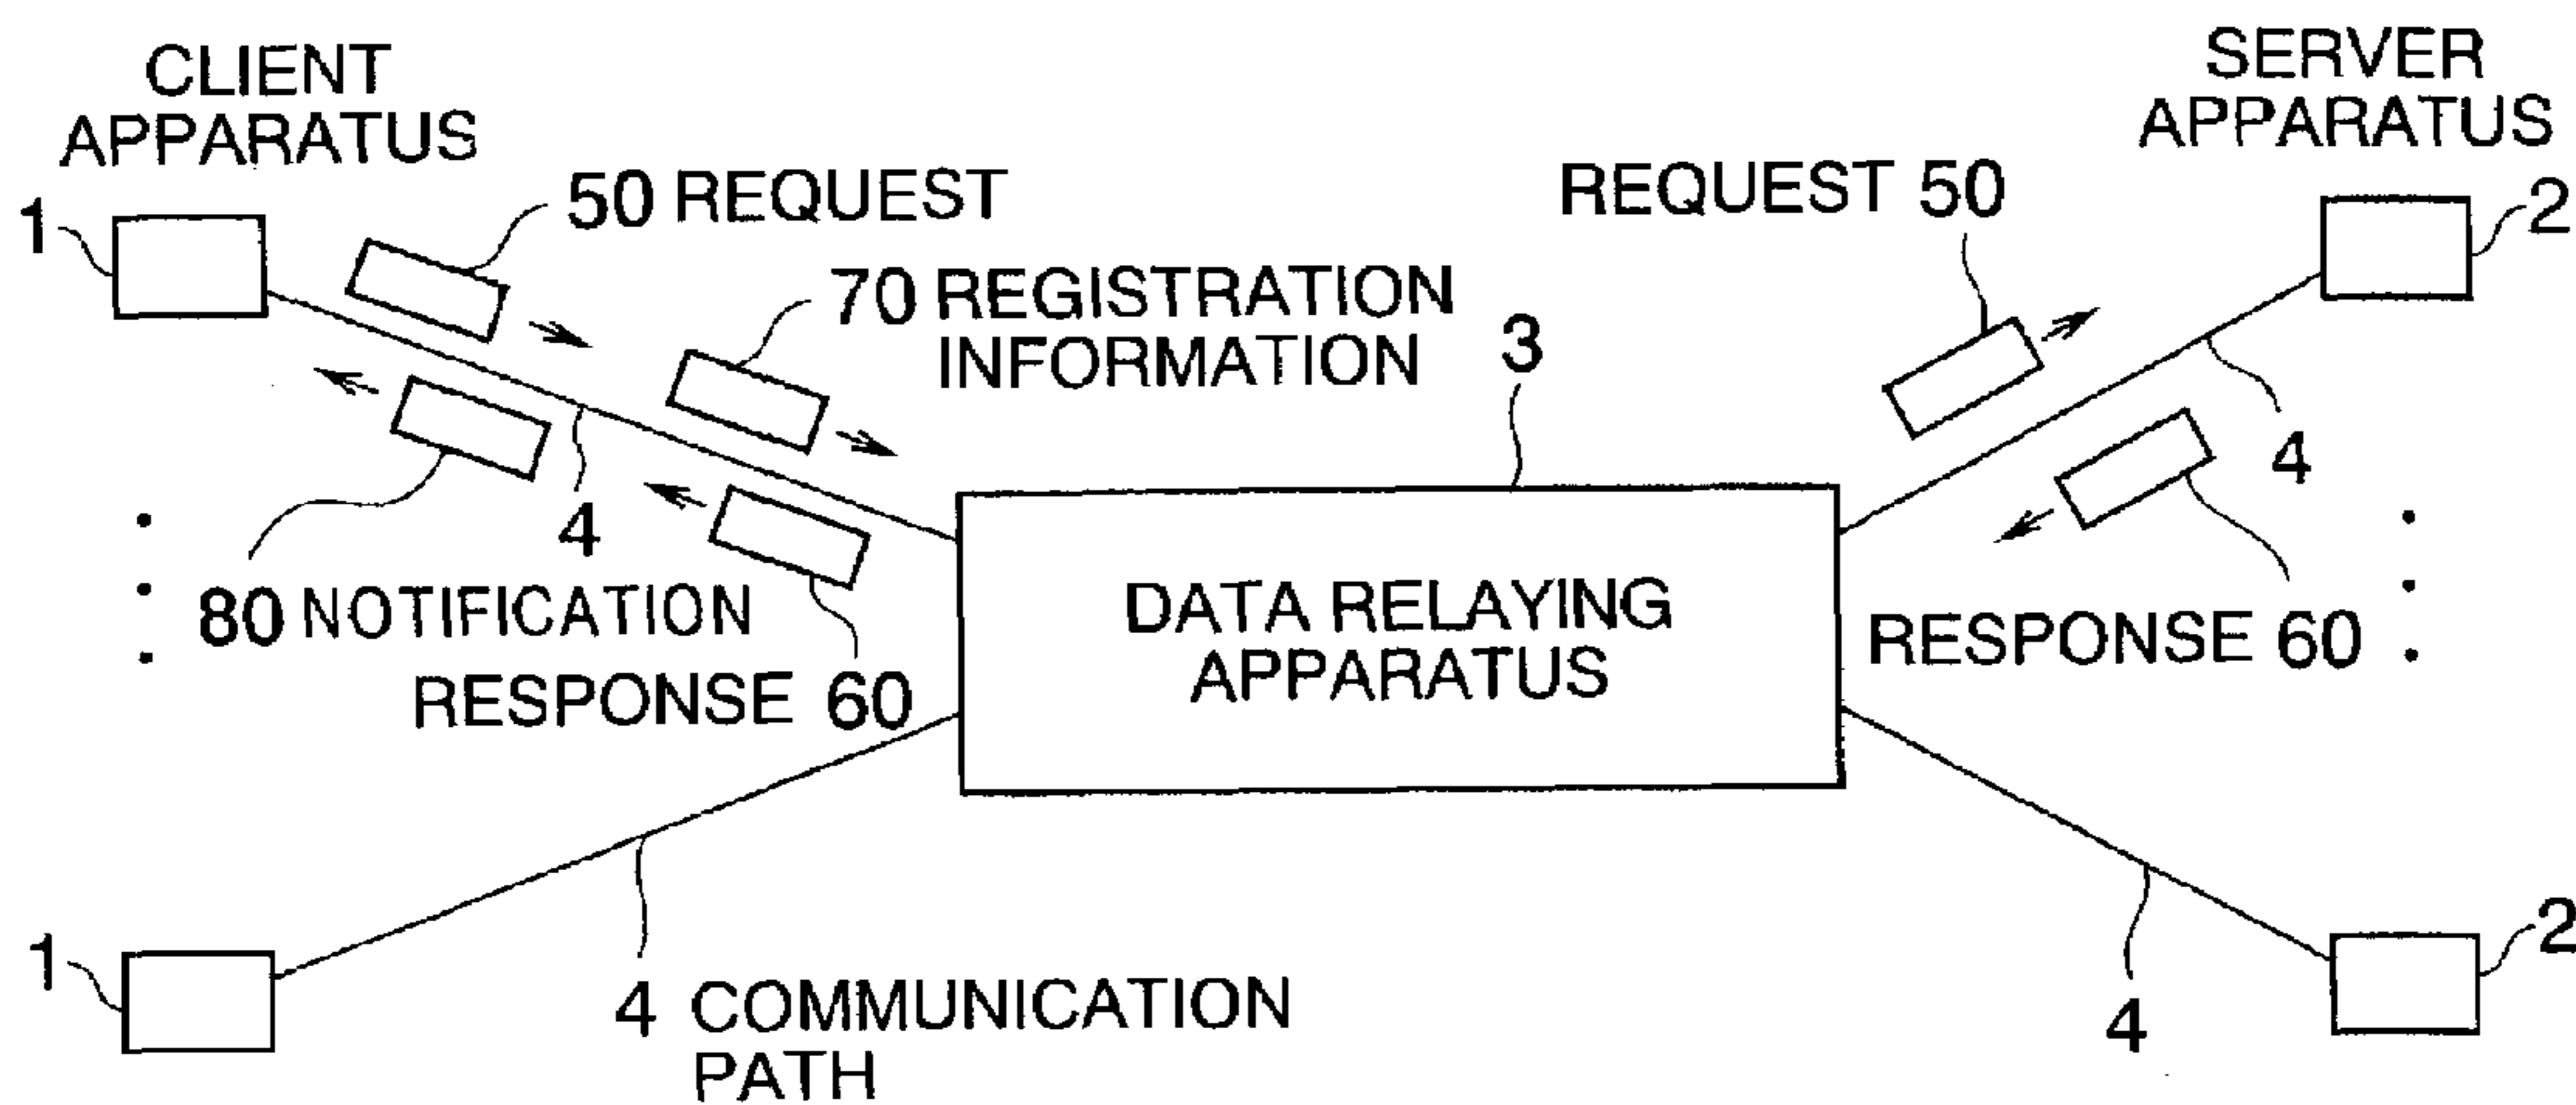 CLIENT
APPARATUS
SERVER
APPARATUS
1
50 REQUEST
REQUEST 50
2
70 REGISTRATION
INFORMATION
3
4
4
80 NOTIFICATION
RESPONSE 60
DATA RELAYING
APPARATUS
RESPONSE 60
1
4 COMMUNICATION
PATH
4
2